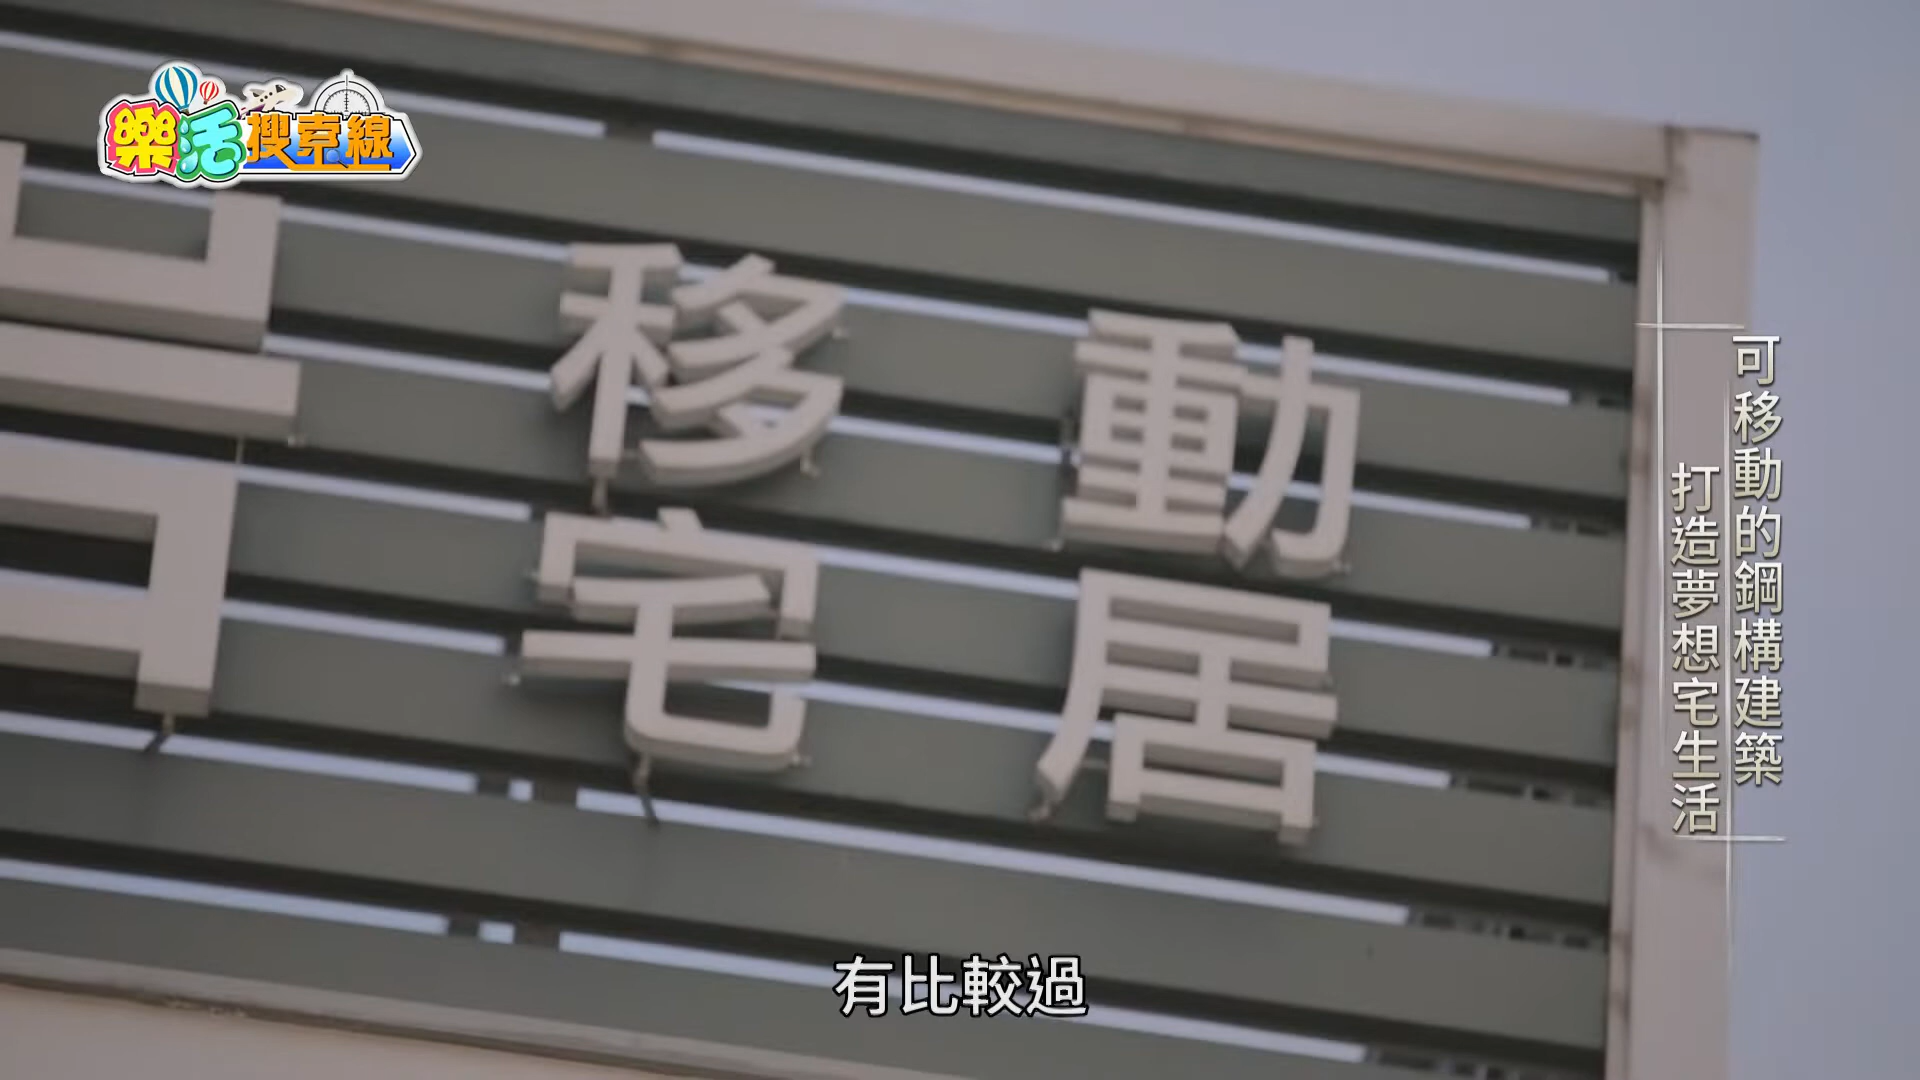 樂活搜索線
移動
宅居
可移動的鋼構建築
打造夢想宅生活
有比較過